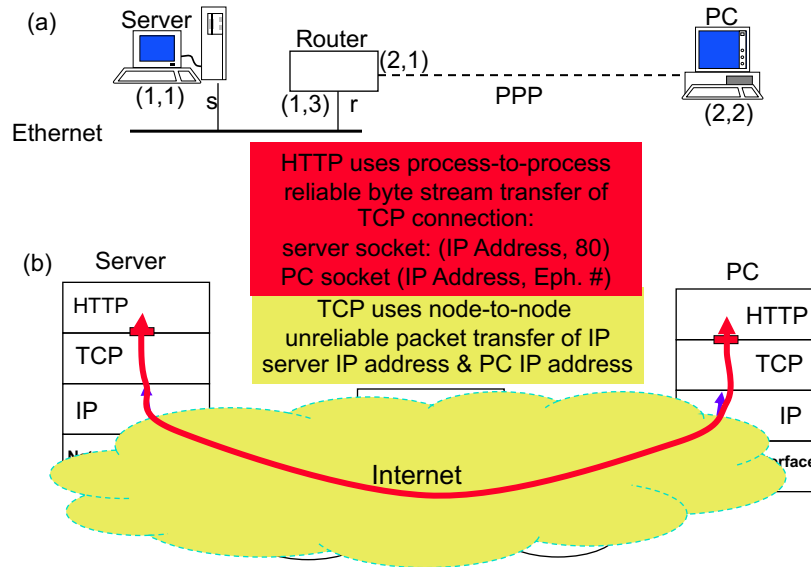 (a)
Server
PC
Router
(2,1)
(1,1)
s
(1,3)
r
PPP
(2,2)
Ethernet
HTTP uses process-to-process
reliable byte stream transfer of
TCP connection:
server socket: (IP Address, 80)
PC socket (IP Address, Eph. #)
(b)
Server
PC
HTTP
HTTP
TCP uses node-to-node
unreliable packet transfer of IP
server IP address & PC IP address
TCP
TCP
IP
IP
Internet